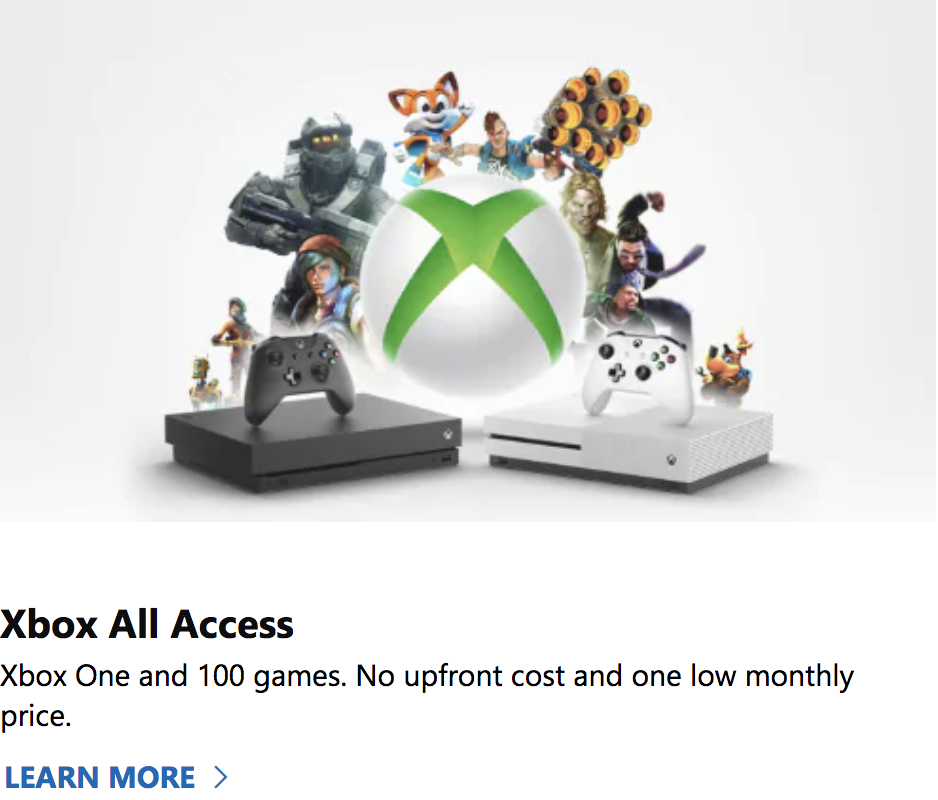 Xbox All Access
Xbox One and 100 games. No upfront cost and one low monthly
price.
LEARN MORE